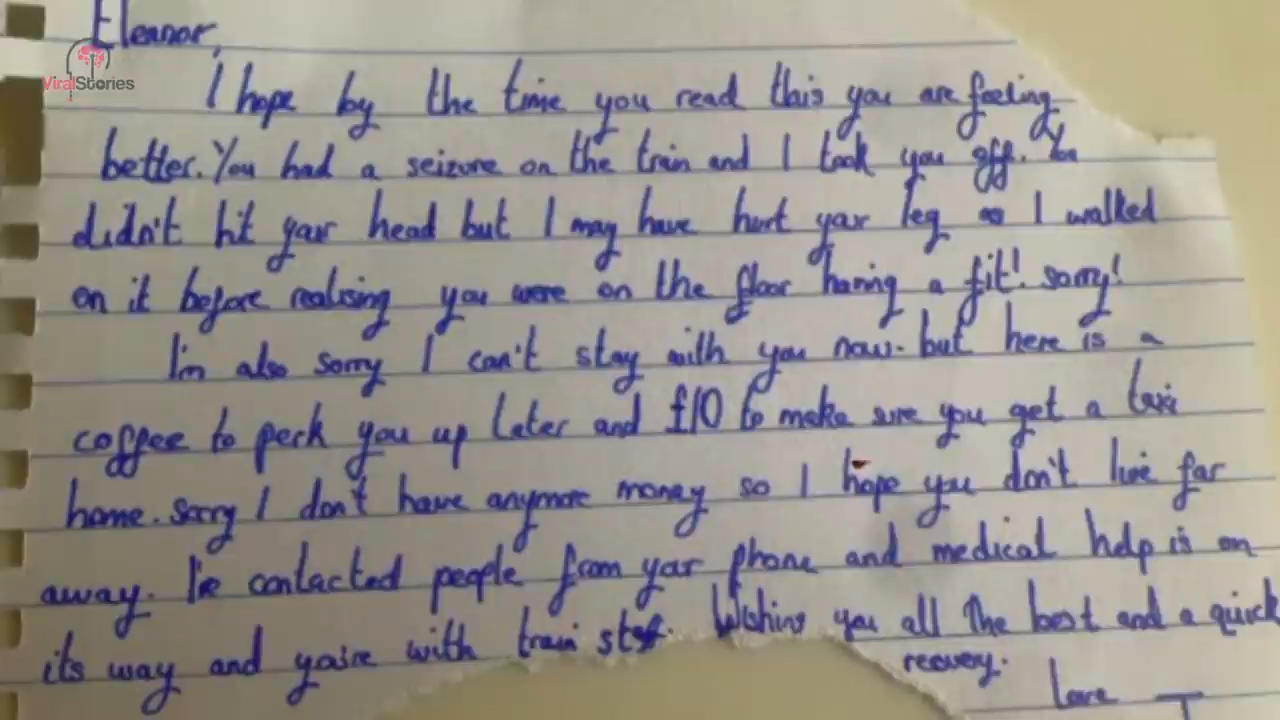 Eleanor,
ViralStories
I hope by the time you read this you are feeling
better. You had a seizure on the train and I took you off. You
didn't hit your head but I may have hurt your leg as I walked
on it before realising you were on the floor having a fit! sorry!
I'm also sorry I can't stay with you now. but here is a
coffee to perk you up later and £10 to make sure you get a taxi
home. Sorry I don't have anymore money so I hope you don't live far
away. I've contacted people from your phone and medical help is on
its way and you're with train staff. Wishing you all the best and a quick
recovery.
Love